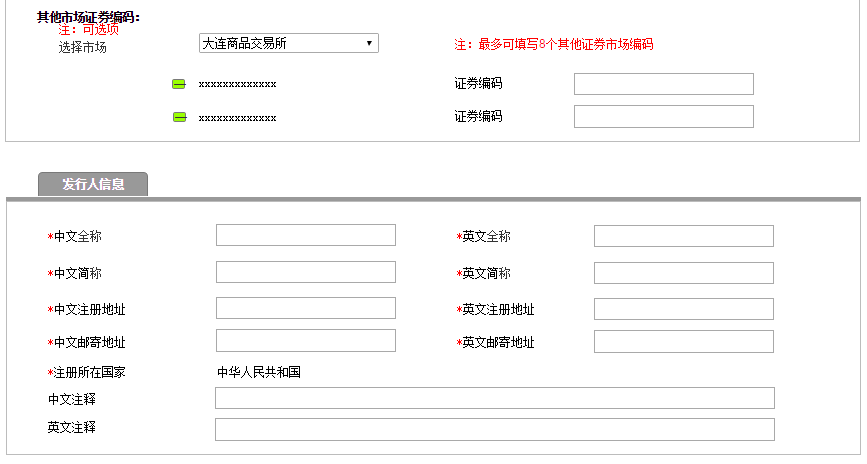 其他市场证券编码：
注：可选项
选择市场 大连商品交易所 注：最多可填写8个其他证券市场编码
xxxxxxxxxxxxx 证券编码
xxxxxxxxxxxxx 证券编码
发行人信息
*中文全称 *英文全称
*中文简称 *英文简称
*中文注册地址 *英文注册地址
*中文邮寄地址 *英文邮寄地址
*注册所在国家 中华人民共和国
中文注释
英文注释